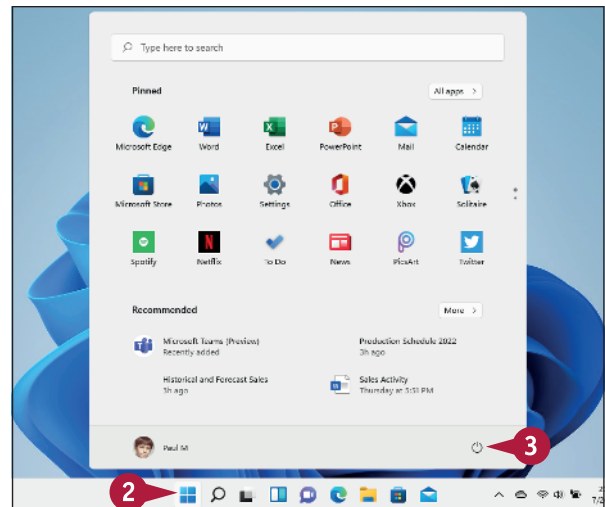 Type here to search
Pinned
All apps >
Microsoft Edge Word Excel PowerPoint Mail Calendar
Microsoft Store Photos Settings Office Xbox Solitaire
Spotify Netflix To Do News PicsArt Twitter
Recommended
More >
Microsoft Teams (Preview) Production Schedule 2022
Recently added 3h ago
Historical and Forecast Sales Sales Activity
3h ago Thursday at 5:51 PM
Paul M
3
2